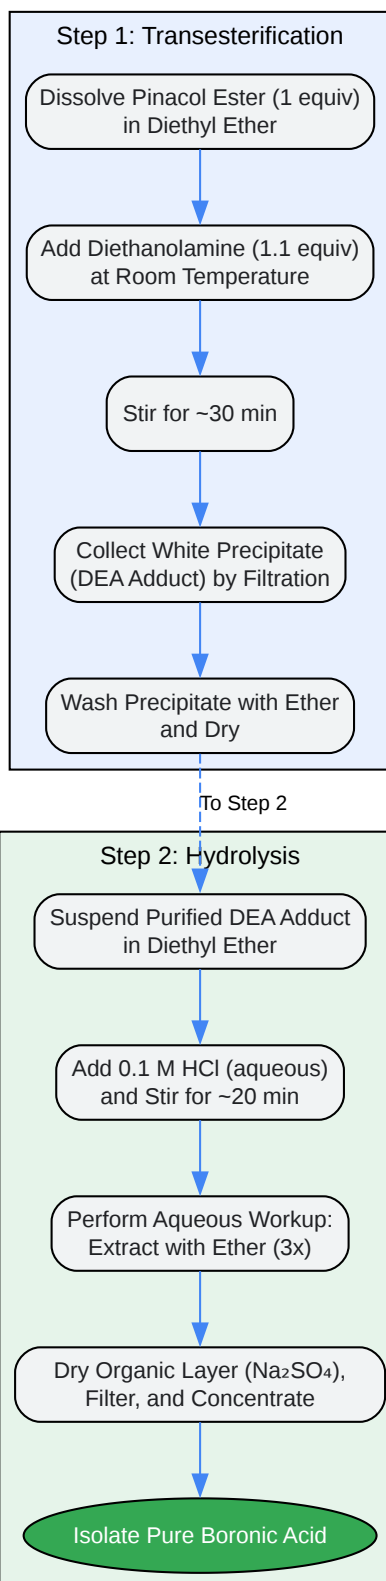 Step 1: Transesterification
Dissolve Pinacol Ester (1 equiv)
in Diethyl Ether
Add Diethanolamine (1.1 equiv)
at Room Temperature
Stir for ~30 min
Collect White Precipitate
(DEA Adduct) by Filtration
Wash Precipitate with Ether
and Dry
To Step 2
Step 2: Hydrolysis
Suspend Purified DEA Adduct
in Diethyl Ether
Add 0.1 M HCl (aqueous)
and Stir for ~20 min
Perform Aqueous Workup:
Extract with Ether (3x)
Dry Organic Layer (Na₂SO₄),
Filter, and Concentrate
Isolate Pure Boronic Acid